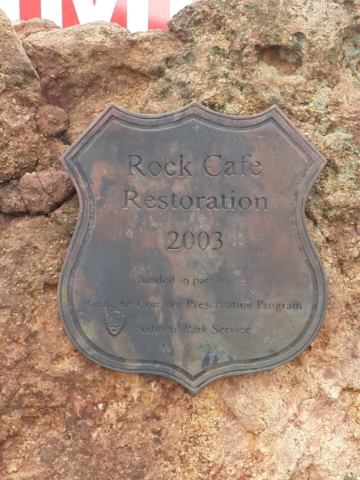 Rock Cafe
Restoration
2003
funded in part by the
Route 66 Corridor Preservation Program
National Park Service